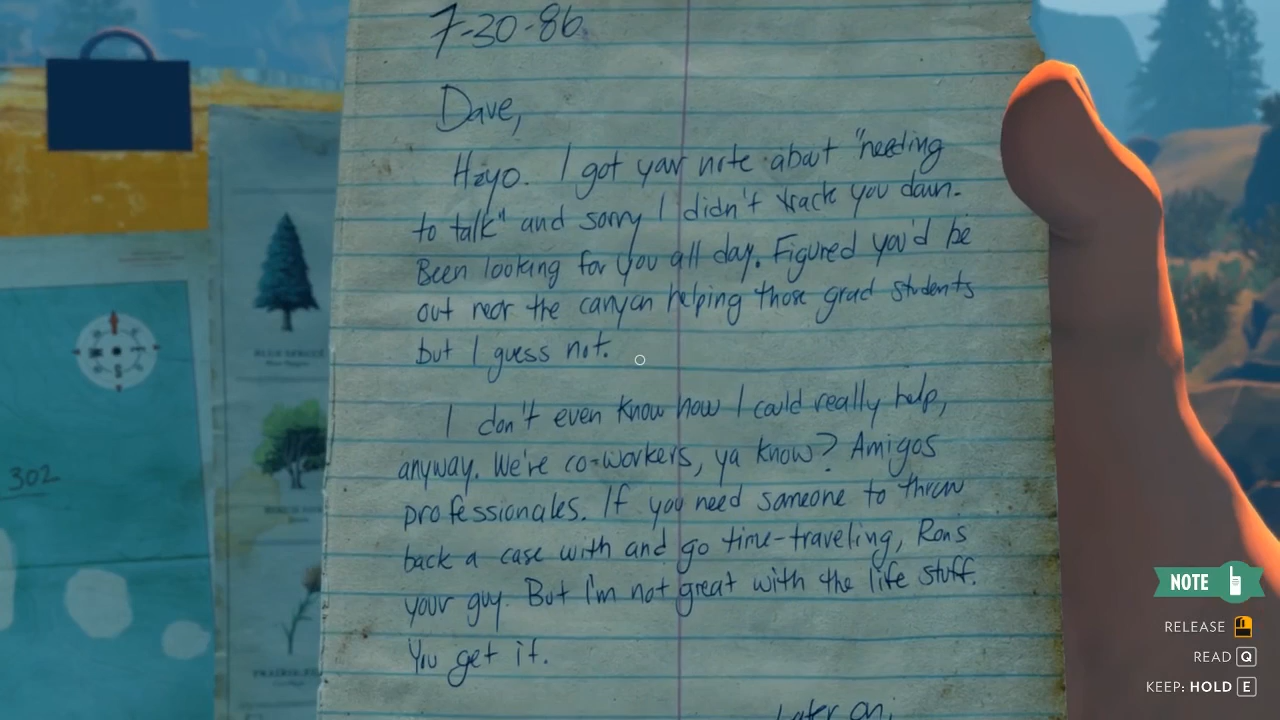 7-30-86
Dave,
Heyo. I got your note about "needing
to talk" and sorry I didn't track you down.
Been looking for you all day. Figured you'd be
out near the canyon helping those grad students
but I guess not.
I don't even know how I could really help,
anyway. We're co-workers, ya know? Amigos
professionales. If you need someone to throw
back a case with and go time-traveling, Ron's
your guy. But I'm not great with the life stuff.
You get it.
Later on,
302
S
NOTE
RELEASE
READ Q
KEEP: HOLD E